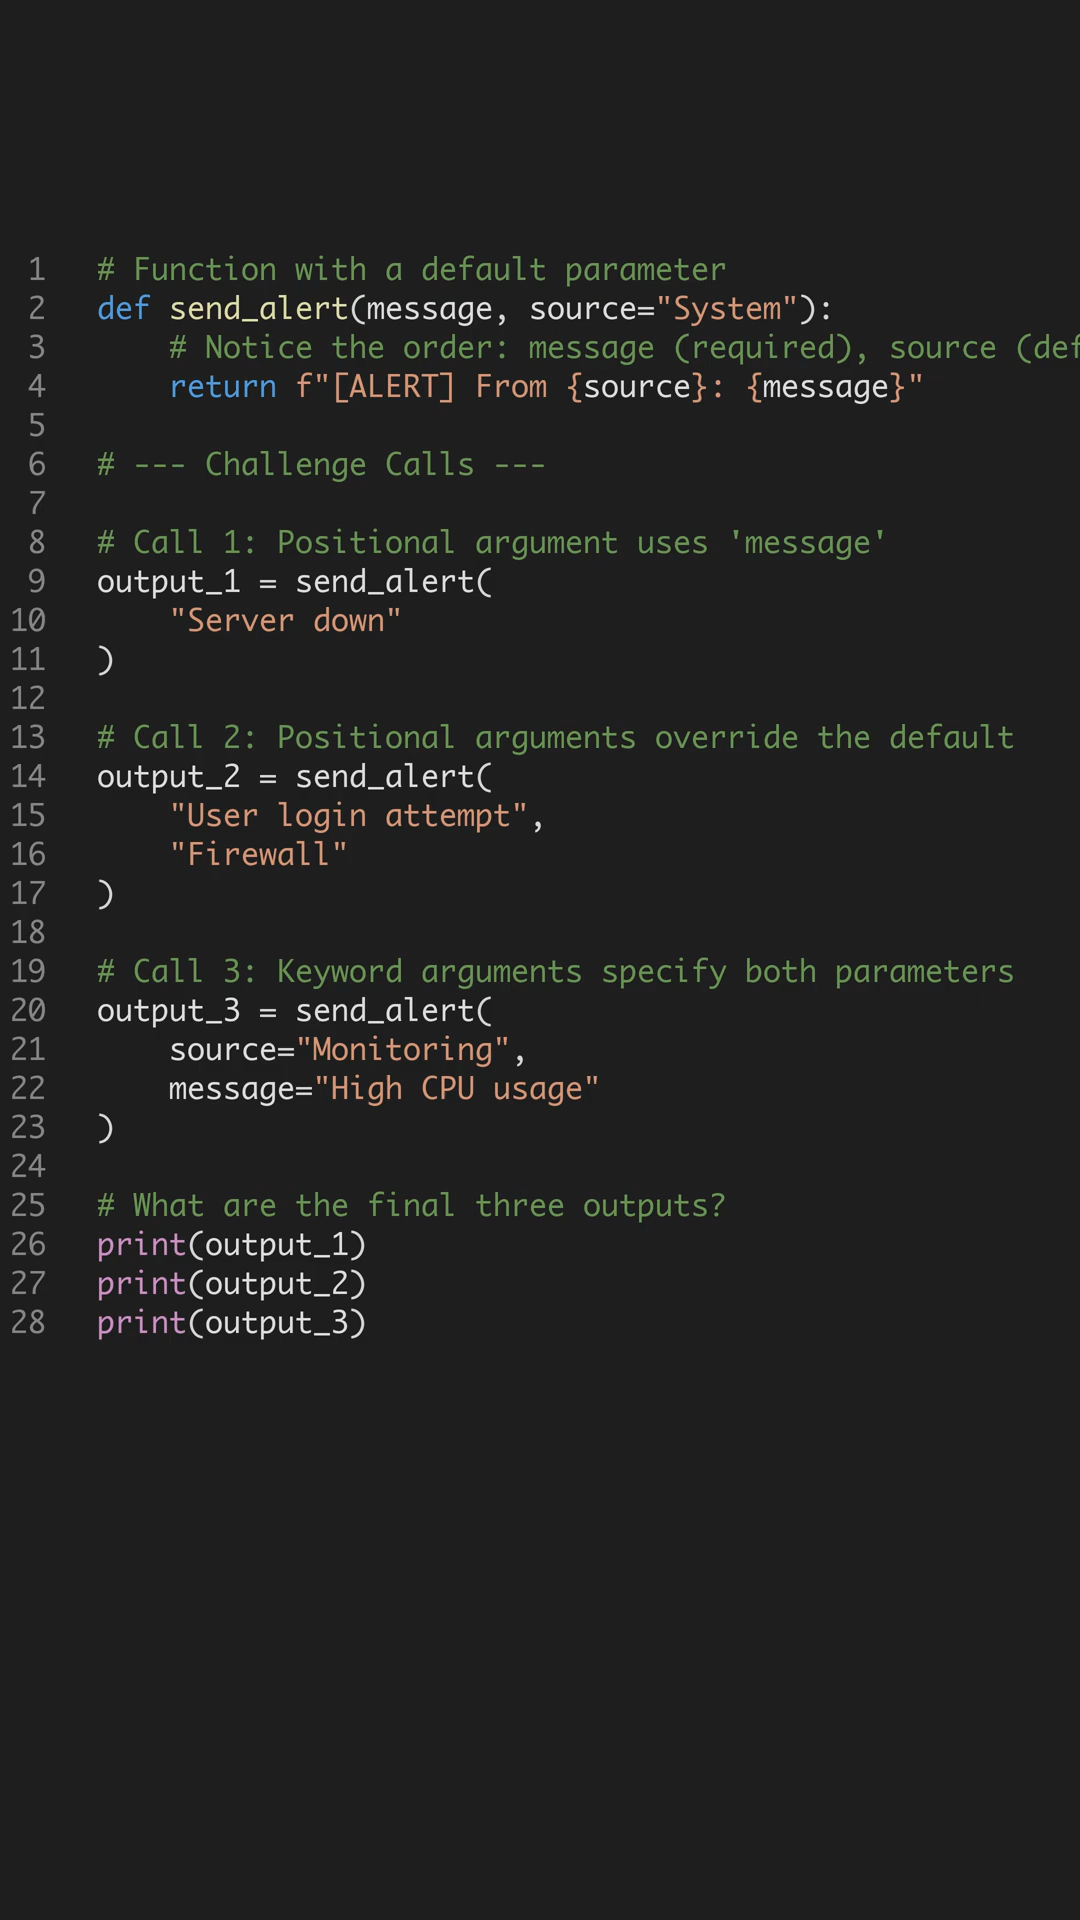 1 # Function with a default parameter
2 def send_alert(message, source="System"):
3     # Notice the order: message (required), source (def
4     return f"[ALERT] From {source}: {message}"
5
6 # --- Challenge Calls ---
7
8 # Call 1: Positional argument uses 'message'
9 output_1 = send_alert(
10     "Server down"
11 )
12
13 # Call 2: Positional arguments override the default
14 output_2 = send_alert(
15     "User login attempt",
16     "Firewall"
17 )
18
19 # Call 3: Keyword arguments specify both parameters
20 output_3 = send_alert(
21     source="Monitoring",
22     message="High CPU usage"
23 )
24
25 # What are the final three outputs?
26 print(output_1)
27 print(output_2)
28 print(output_3)